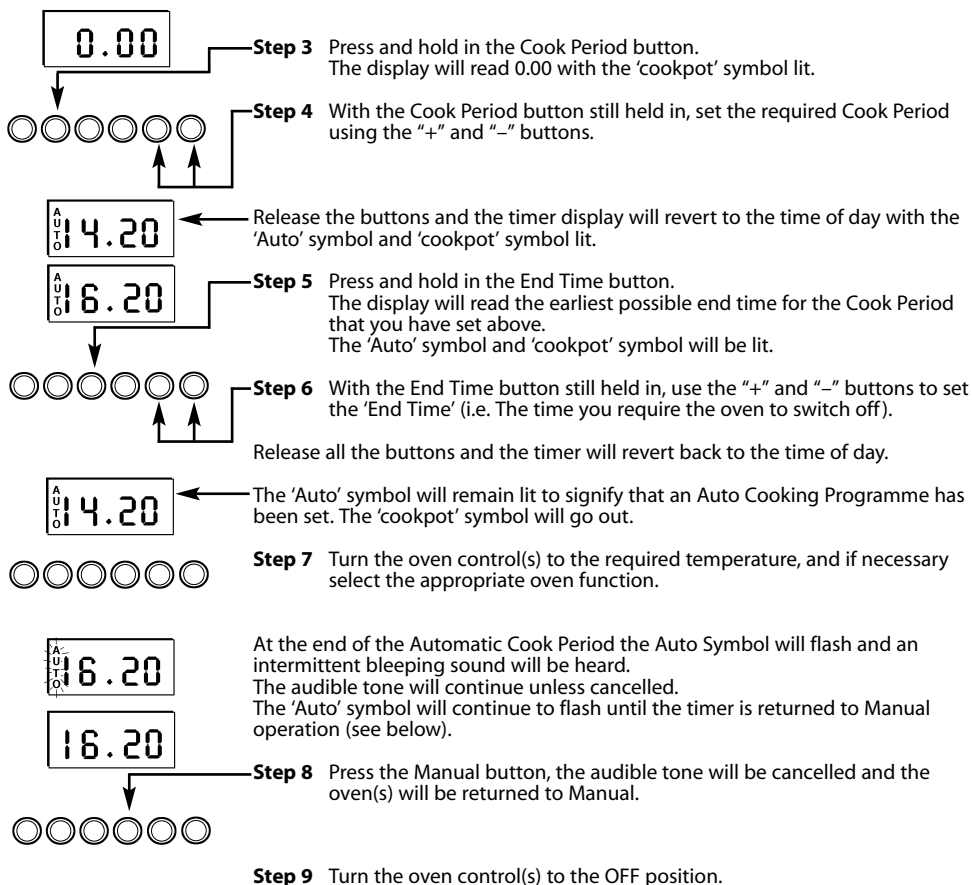 0.00
Step 3 Press and hold in the Cook Period button.
The display will read 0.00 with the ‘cookpot’ symbol lit.
Step 4 With the Cook Period button still held in, set the required Cook Period
using the “+” and “–” buttons.
AUTO 14.20
Release the buttons and the timer display will revert to the time of day with the
‘Auto’ symbol and ‘cookpot’ symbol lit.
AUTO 16.20
Step 5 Press and hold in the End Time button.
The display will read the earliest possible end time for the Cook Period
that you have set above.
The ‘Auto’ symbol and ‘cookpot’ symbol will be lit.
Step 6 With the End Time button still held in, use the “+” and “–” buttons to set
the ‘End Time’ (i.e. The time you require the oven to switch off).
Release all the buttons and the timer will revert back to the time of day.
AUTO 14.20
The ‘Auto’ symbol will remain lit to signify that an Auto Cooking Programme has
been set. The ‘cookpot’ symbol will go out.
Step 7 Turn the oven control(s) to the required temperature, and if necessary
select the appropriate oven function.
AUTO 16.20
At the end of the Automatic Cook Period the Auto Symbol will flash and an
intermittent bleeping sound will be heard.
The audible tone will continue unless cancelled.
The ‘Auto’ symbol will continue to flash until the timer is returned to Manual
operation (see below).
16.20
Step 8 Press the Manual button, the audible tone will be cancelled and the
oven(s) will be returned to Manual.
Step 9 Turn the oven control(s) to the OFF position.